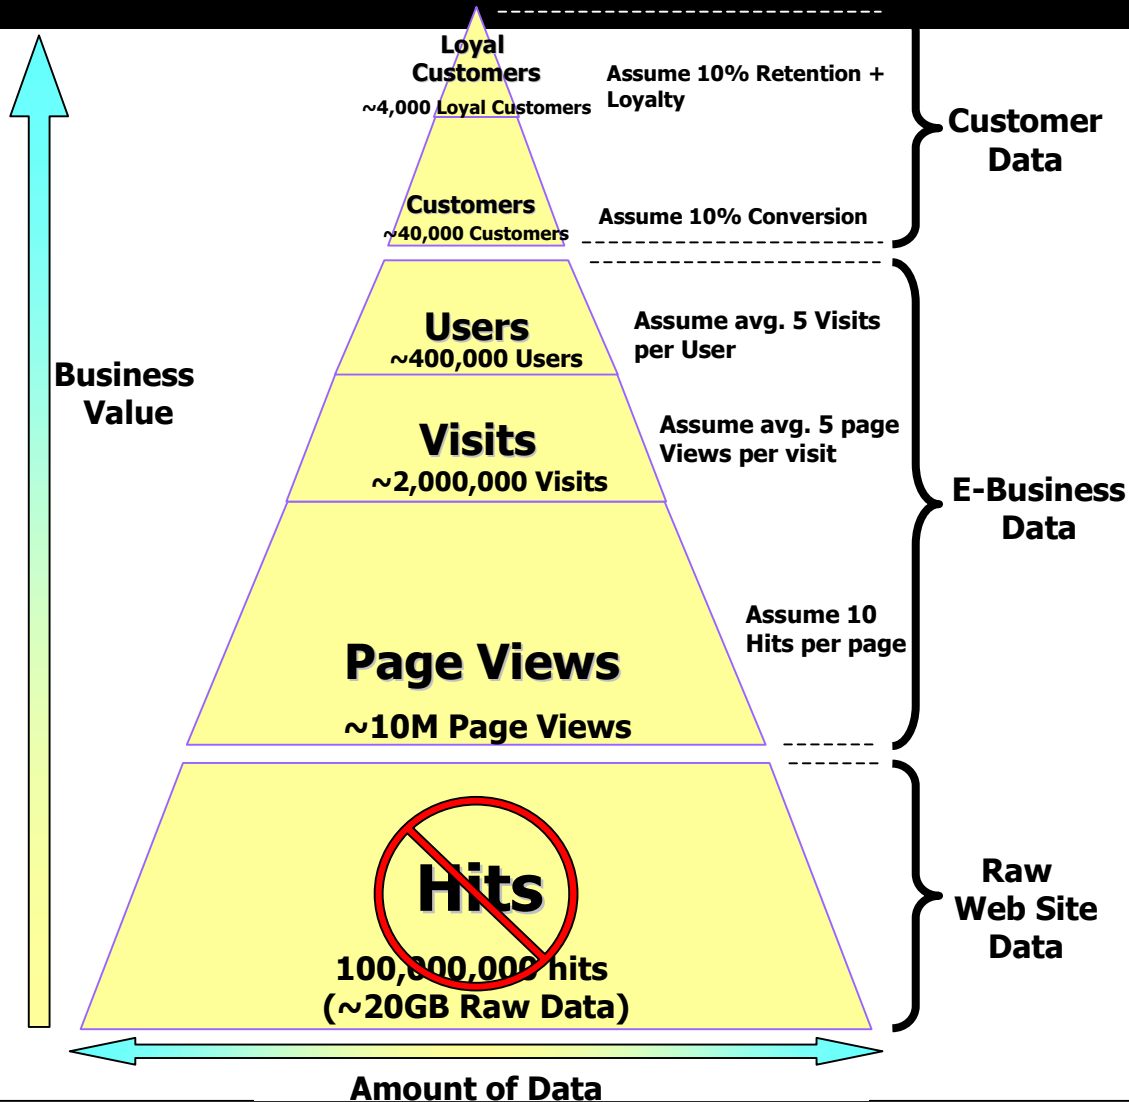 Loyal
Customers
~4,000 Loyal Customers
Assume 10% Retention +
Loyalty
Customer
Data
Customers
~40,000 Customers
Assume 10% Conversion
Users
~400,000 Users
Assume avg. 5 Visits
per User
Business
Value
Visits
~2,000,000 Visits
Assume avg. 5 page
Views per visit
E-Business
Data
Page Views
~10M Page Views
Assume 10
Hits per page
Hits
100,000,000 hits
(~20GB Raw Data)
Raw
Web Site
Data
Amount of Data